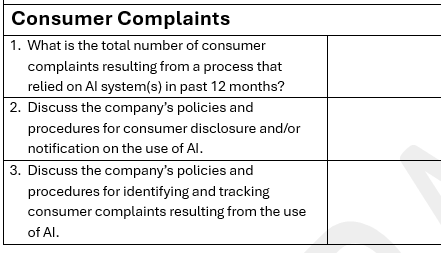 Consumer Complaints
1. What is the total number of consumer
complaints resulting from a process that
relied on AI system(s) in past 12 months?
2. Discuss the company's policies and
procedures for consumer disclosure and/or
notification on the use of AI.
3. Discuss the company's policies and
procedures for identifying and tracking
consumer complaints resulting from the use
of AI.